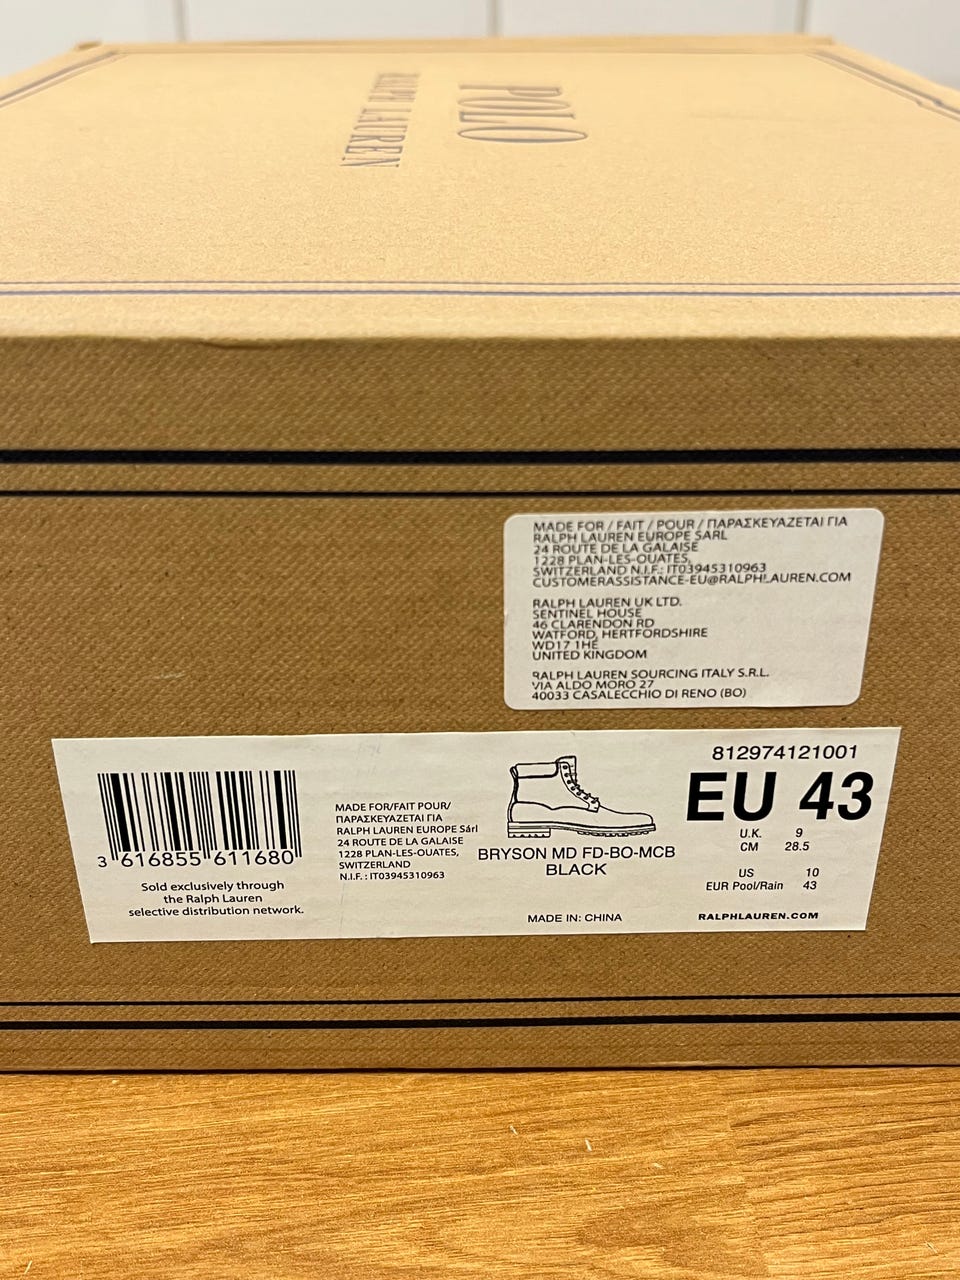 POLO
RALPH LAUREN
MADE FOR / FAIT / POUR / ΠΑΡΑΣΚΕΥΑΖΕΤΑΙ ΓΙΑ
RALPH LAUREN EUROPE SARL
24 ROUTE DE LA GALAISE
1228 PLAN-LES-OUATES,
SWITZERLAND N.I.F.: IT03945310963
CUSTOMERASSISTANCE-EU@RALPHLAUREN.COM
RALPH LAUREN UK LTD.
SENTINEL HOUSE
46 CLARENDON RD
WATFORD, HERTFORDSHIRE
WD17 1HE
UNITED KINGDOM
RALPH LAUREN SOURCING ITALY S.R.L.
VIA ALDO MORO 27
40033 CASALECCHIO DI RENO (BO)
3 616855 611680
Sold exclusively through
the Ralph Lauren
selective distribution network.
MADE FOR/FAIT POUR/
ΠΑΡΑΣΚΕΥΑΖΕΤΑΙ ΓΙΑ
RALPH LAUREN EUROPE Sárl
24 ROUTE DE LA GALAISE
1228 PLAN-LES-OUATES,
SWITZERLAND
N.I.F. : IT03945310963
BRYSON MD FD-BO-MCB
BLACK
MADE IN: CHINA
812974121001
EU 43
U.K. 9
CM 28.5
US 10
EUR Pool/Rain 43
RALPHLAUREN.COM